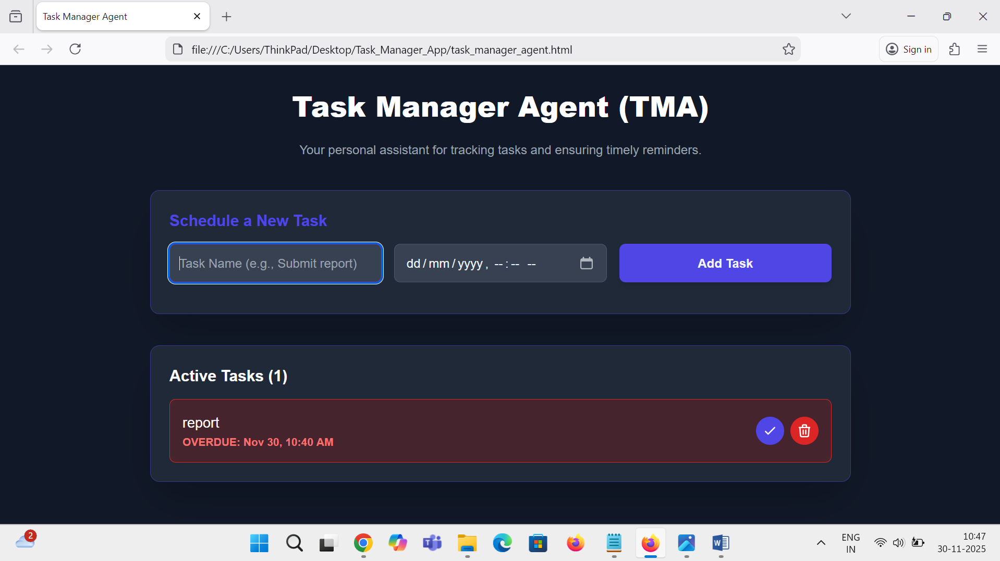 Task Manager Agent
file:///C:/Users/ThinkPad/Desktop/Task_Manager_App/task_manager_agent.html
Sign in
Task Manager Agent (TMA)
Your personal assistant for tracking tasks and ensuring timely reminders.
Schedule a New Task
Task Name (e.g., Submit report)
dd/mm/yyyy, --:-- --
Add Task
Active Tasks (1)
report
OVERDUE: Nov 30, 10:40 AM
2
T
W
ENG
IN
10:47
30-11-2025